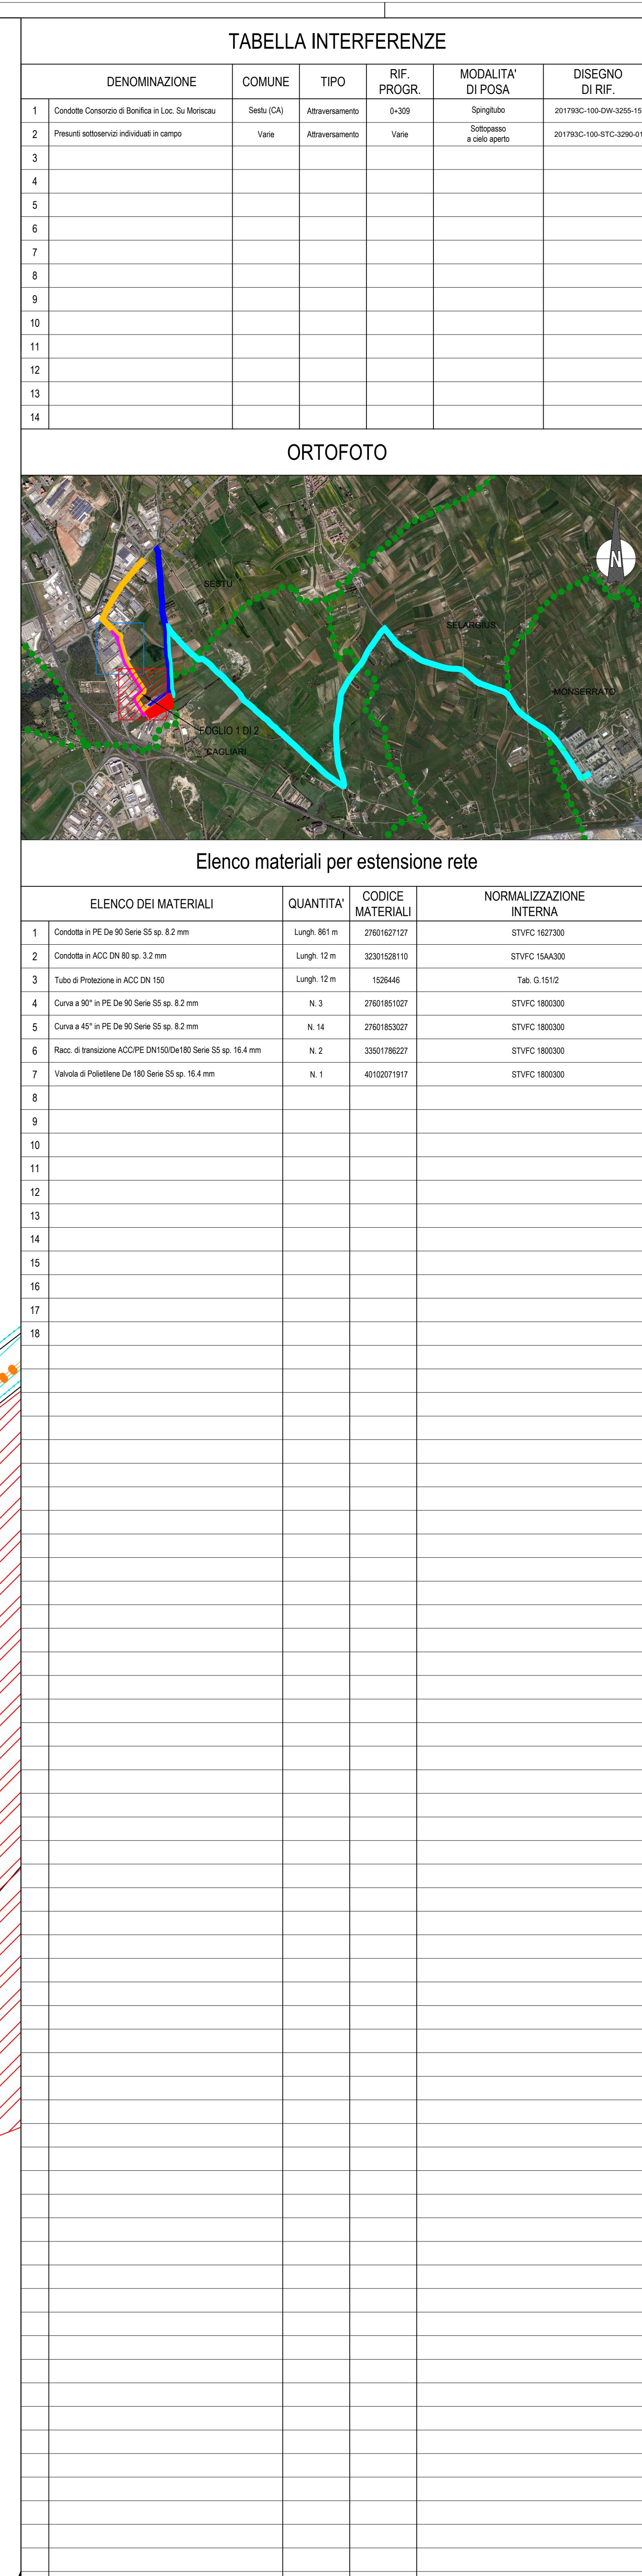 TABELLA INTERFERENZE
DENOMINAZIONE COMUNE TIPO RIF. PROGR. MODALITA' DI POSA DISEGNO DI RIF.
1 Condotte Consorzio di Bonifica in Loc. Su Moriscau Sestu (CA) Attraversamento 0+309 Spingitubo 201793C-100-DW-3255-15
2 Presunti sottoservizi individuati in campo Varie Attraversamento Varie Sottopasso a cielo aperto 201793C-100-STC-3290-01
3
4
5
6
7
8
9
10
11
12
13
14
ORTOFOTO
N
SESTU
SELARGIUS
MONSERRATO
FOGLIO 1 DI 2
CAGLIARI
Elenco materiali per estensione rete
ELENCO DEI MATERIALI QUANTITA' CODICE MATERIALI NORMALIZZAZIONE INTERNA
1 Condotta in PE De 90 Serie S5 sp. 8.2 mm Lungh. 861 m 27601627127 STVFC 1627300
2 Condotta in ACC DN 80 sp. 3.2 mm Lungh. 12 m 32301528110 STVFC 15AA300
3 Tubo di Protezione in ACC DN 150 Lungh. 12 m 1526446 Tab. G.151/2
4 Curva a 90° in PE De 90 Serie S5 sp. 8.2 mm N. 3 27601851027 STVFC 1800300
5 Curva a 45° in PE De 90 Serie S5 sp. 8.2 mm N. 14 27601853027 STVFC 1800300
6 Racc. di transizione ACC/PE DN150/De180 Serie S5 sp. 16.4 mm N. 2 33501786227 STVFC 1800300
7 Valvola di Polietilene De 180 Serie S5 sp. 16.4 mm N. 1 40102071917 STVFC 1800300
8
9
10
11
12
13
14
15
16
17
18